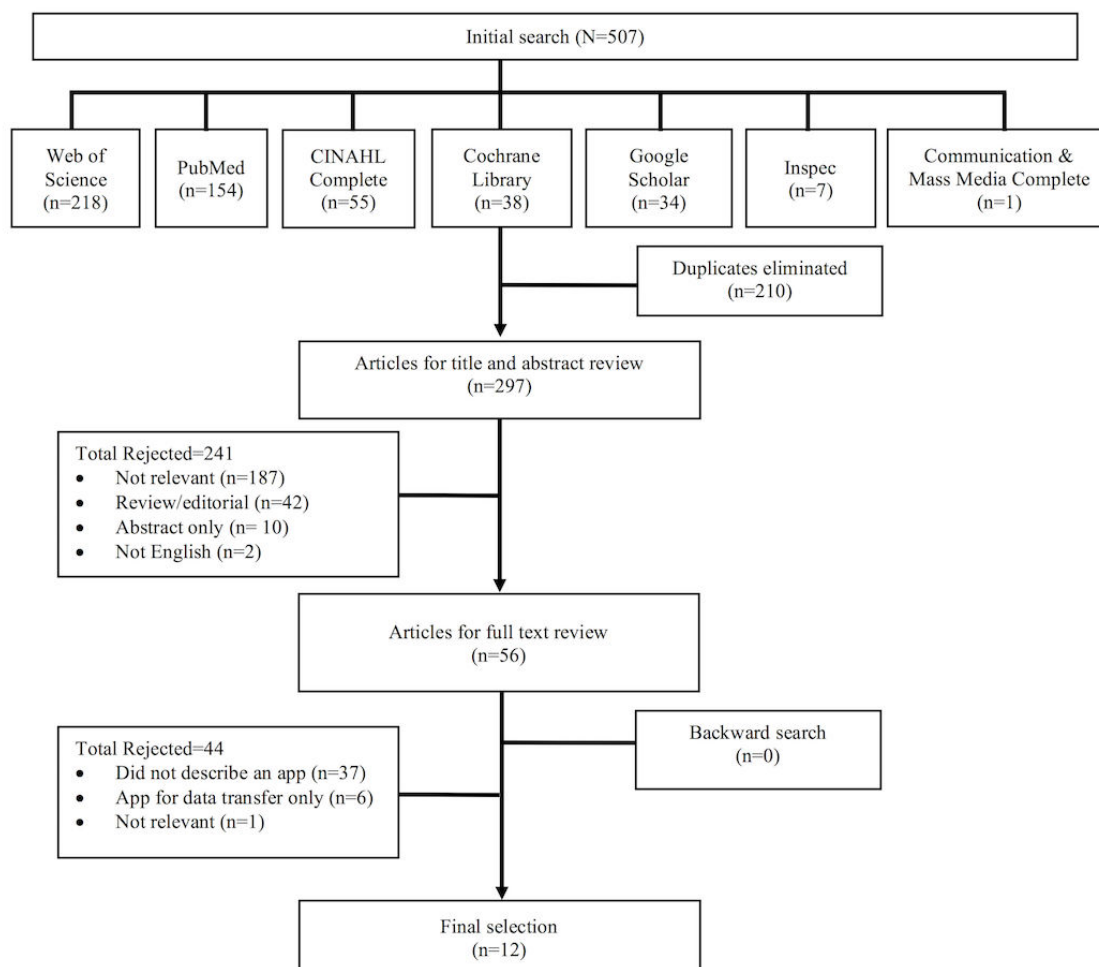 Initial search (N=507)
Web of
Science
(n=218)
PubMed
(n=154)
CINAHL
Complete
(n=55)
Cochrane
Library
(n=38)
Google
Scholar
(n=34)
Inspec
(n=7)
Communication &
Mass Media Complete
(n=1)
Duplicates eliminated
(n=210)
Articles for title and abstract review
(n=297)
Total Rejected=241
• Not relevant (n=187)
• Review/editorial (n=42)
• Abstract only (n= 10)
• Not English (n=2)
Articles for full text review
(n=56)
Backward search
(n=0)
Total Rejected=44
• Did not describe an app (n=37)
• App for data transfer only (n=6)
• Not relevant (n=1)
Final selection
(n=12)